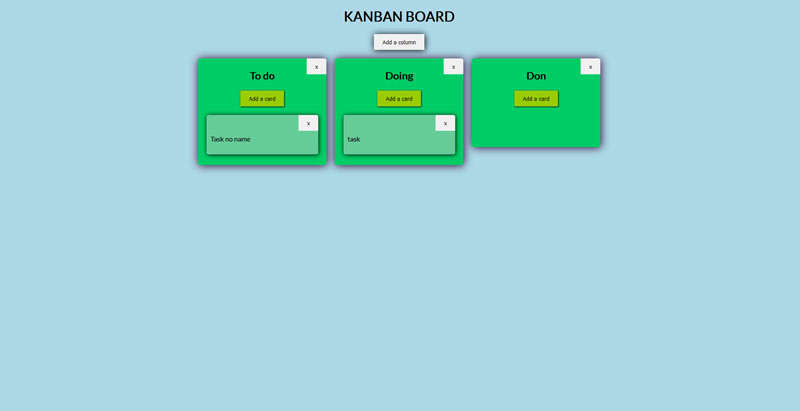 KANBAN BOARD
Add a column
x
To do
Add a card
x
Task no name
x
Doing
Add a card
x
task
x
Don
Add a card